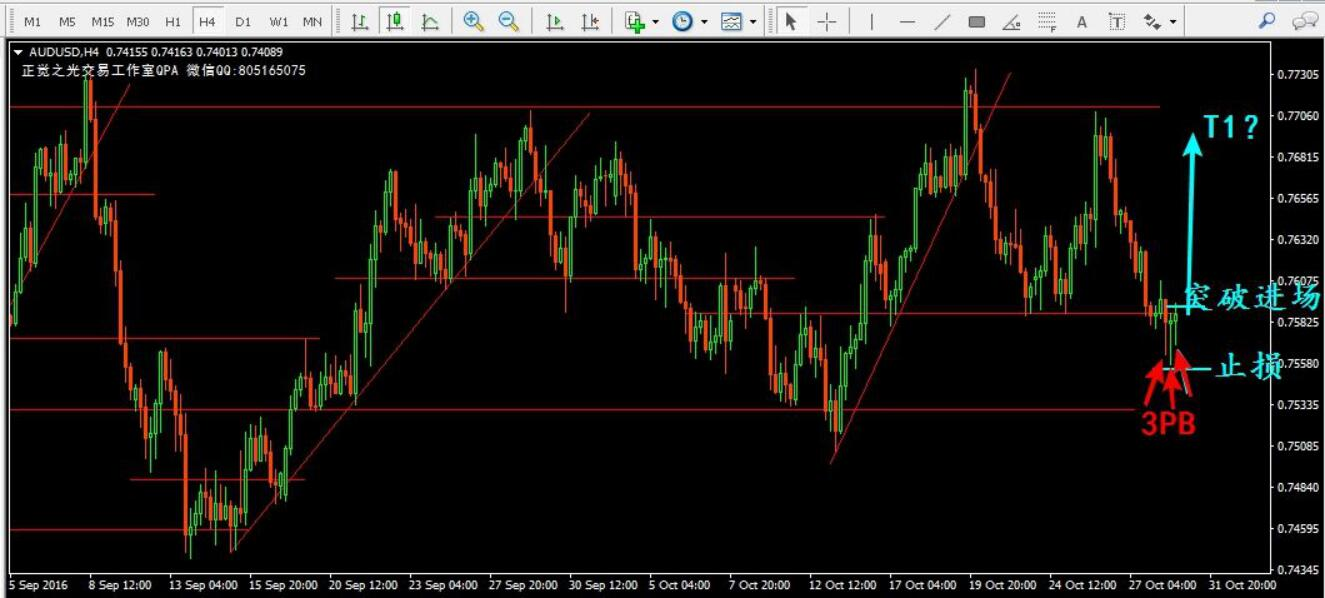 M1 M5 M15 M30 H1 H4 D1 W1 MN F A T
AUDUSD,H4 0.74155 0.74163 0.74013 0.74089
正觉之光交易工作室QPA 微信QQ:805165075
0.77305
0.77060
T1?
0.76815
0.76565
0.76320
0.76075
突破进场
0.75825
0.75580
止损
0.75335
3PB
0.75085
0.74840
0.74595
0.74345
5 Sep 2016 8 Sep 12:00 13 Sep 04:00 15 Sep 20:00 20 Sep 12:00 23 Sep 04:00 27 Sep 20:00 30 Sep 12:00 5 Oct 04:00 7 Oct 20:00 12 Oct 12:00 17 Oct 04:00 19 Oct 20:00 24 Oct 12:00 27 Oct 04:00 31 Oct 20:00